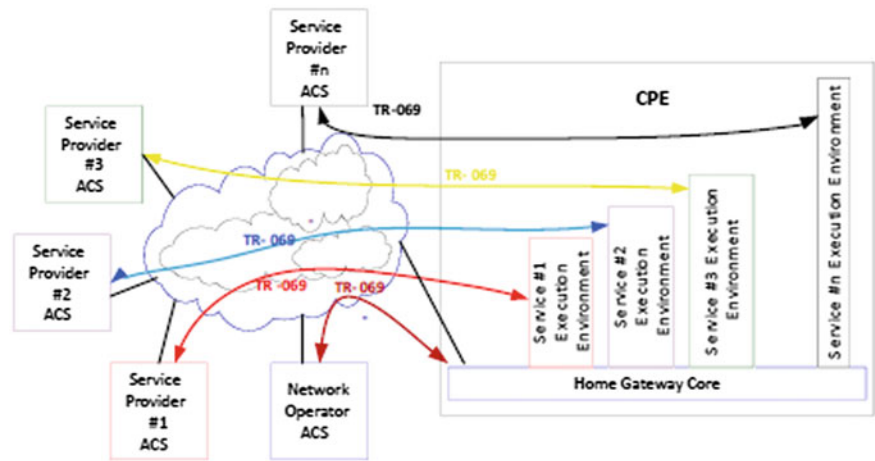 Service
Provider
#n
ACS
TR-069
CPE
Service
Provider
#3
ACS
TR- 069
Service #n Execution Environment
Service
Provider
#2
ACS
TR- 069
TR -069
TR- 069
Service #1
Execution
Environment
Service #2
Execution
Environment
Service #3 Execution
Environment
Service
Provider
#1
ACS
Network
Operator
ACS
Home Gateway Core